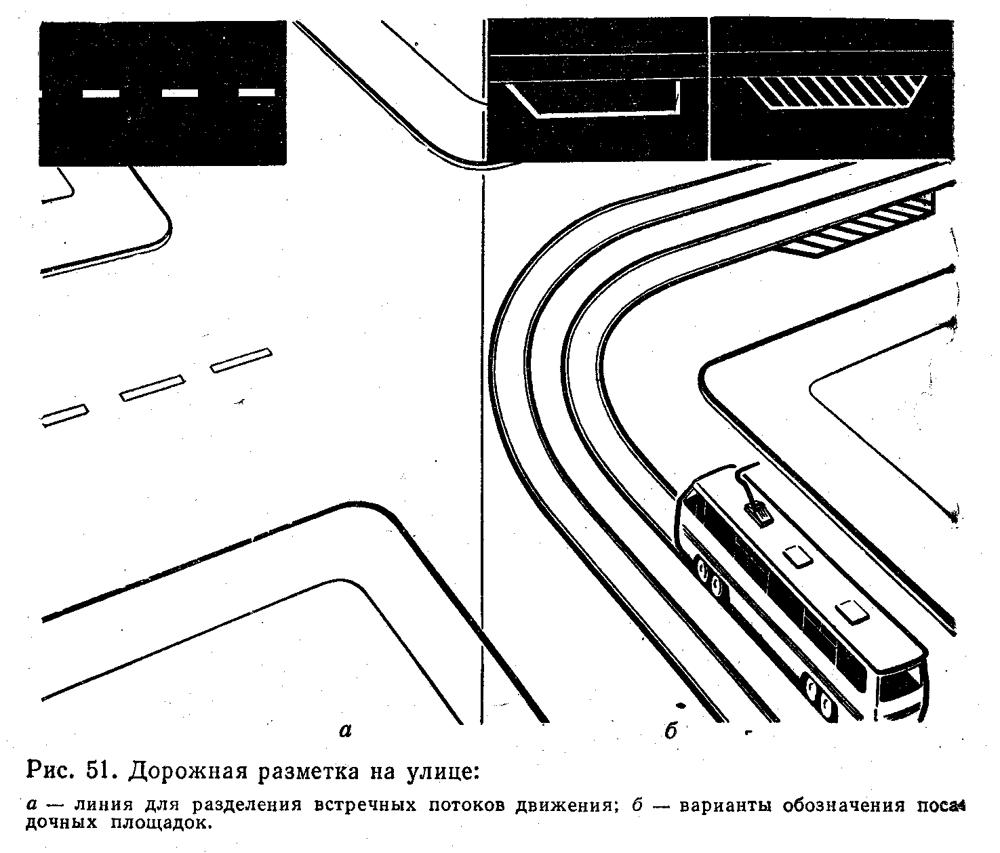 а б
Рис. 51. Дорожная разметка на улице:
а — линия для разделения встречных потоков движения; б — варианты обозначения поса-
дочных площадок.